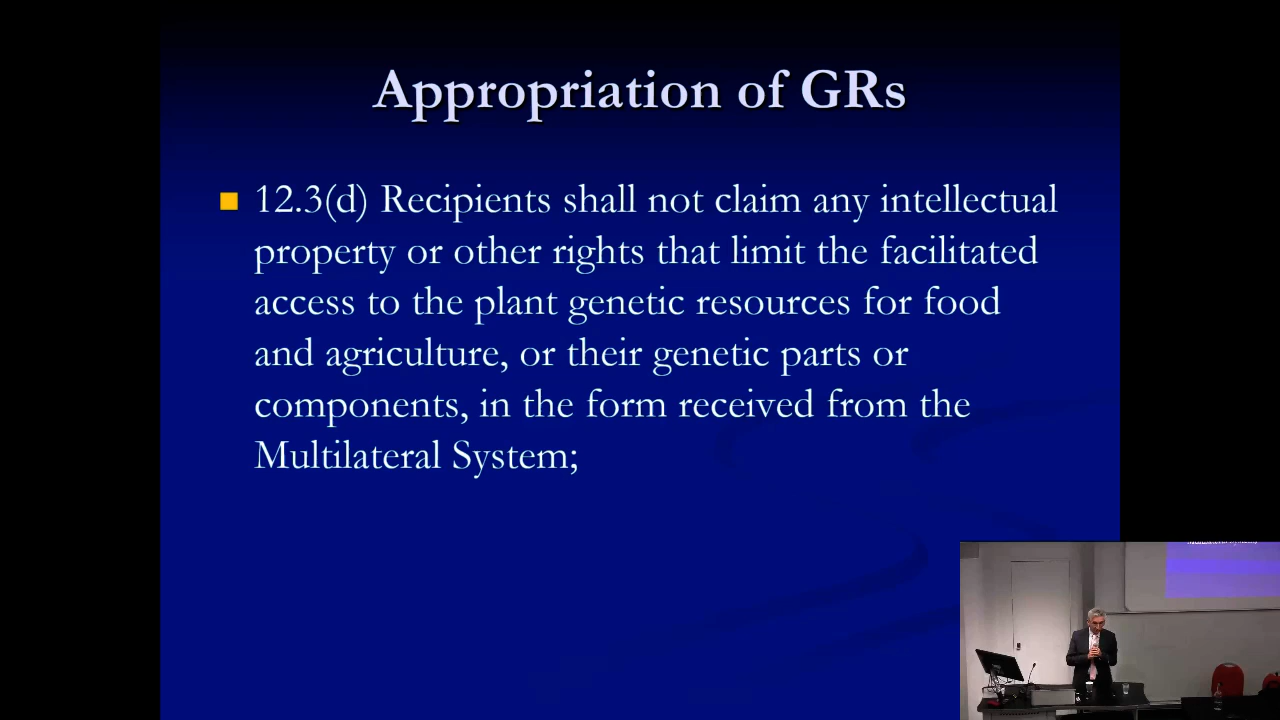 Appropriation of GRs
12.3(d) Recipients shall not claim any intellectual
property or other rights that limit the facilitated
access to the plant genetic resources for food
and agriculture, or their genetic parts or
components, in the form received from the
Multilateral System;